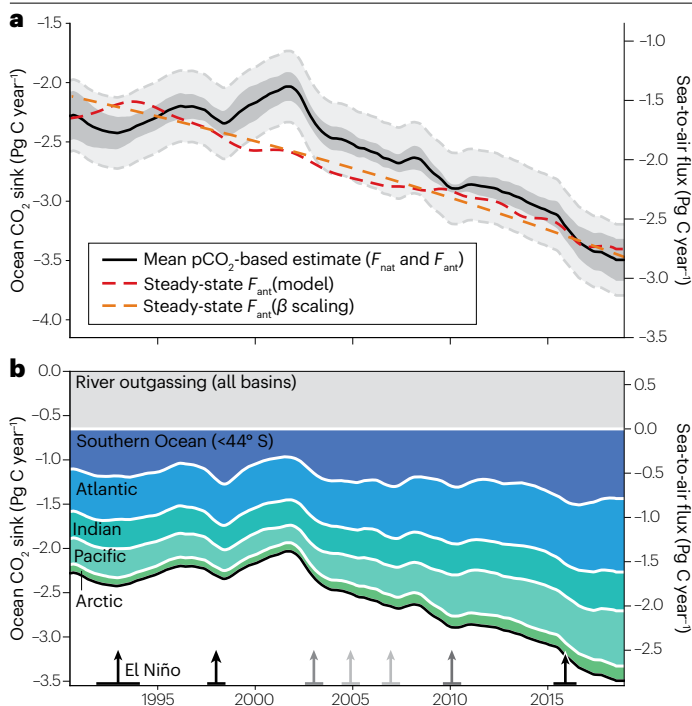 a
−1.5
−2.0
−2.5
−3.0
−3.5
−4.0
Ocean CO₂ sink (Pg C year⁻¹)
−1.0
−1.5
−2.0
−2.5
−3.0
−3.5
Sea-to-air flux (Pg C year⁻¹)
Mean pCO₂-based estimate (Fnat and Fant)
Steady-state Fant(model)
Steady-state Fant(β scaling)
1995
2000
2005
2010
2015
b
0.0
−0.5
−1.0
−1.5
−2.0
−2.5
−3.0
−3.5
Ocean CO₂ sink (Pg C year⁻¹)
0.5
0.0
−0.5
−1.0
−1.5
−2.0
−2.5
Sea-to-air flux (Pg C year⁻¹)
River outgassing (all basins)
Southern Ocean (<44° S)
Atlantic
Indian
Pacific
Arctic
El Niño
1995
2000
2005
2010
2015